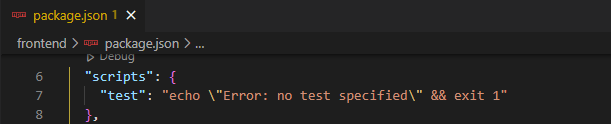 package.json 1
frontend > package.json > ...
Debug
6 "scripts": {
7 "test": "echo \"Error: no test specified\" && exit 1"
8 },